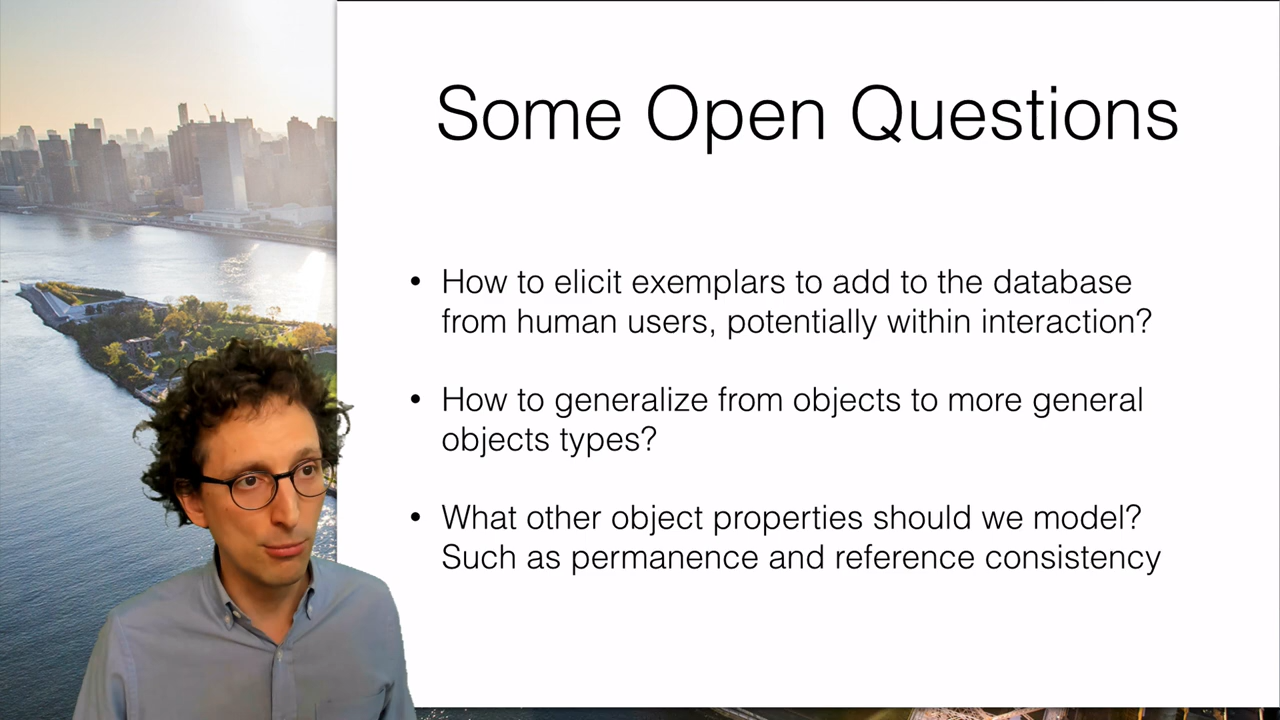 Some Open Questions
• How to elicit exemplars to add to the database
from human users, potentially within interaction?
• How to generalize from objects to more general
objects types?
• What other object properties should we model?
Such as permanence and reference consistency